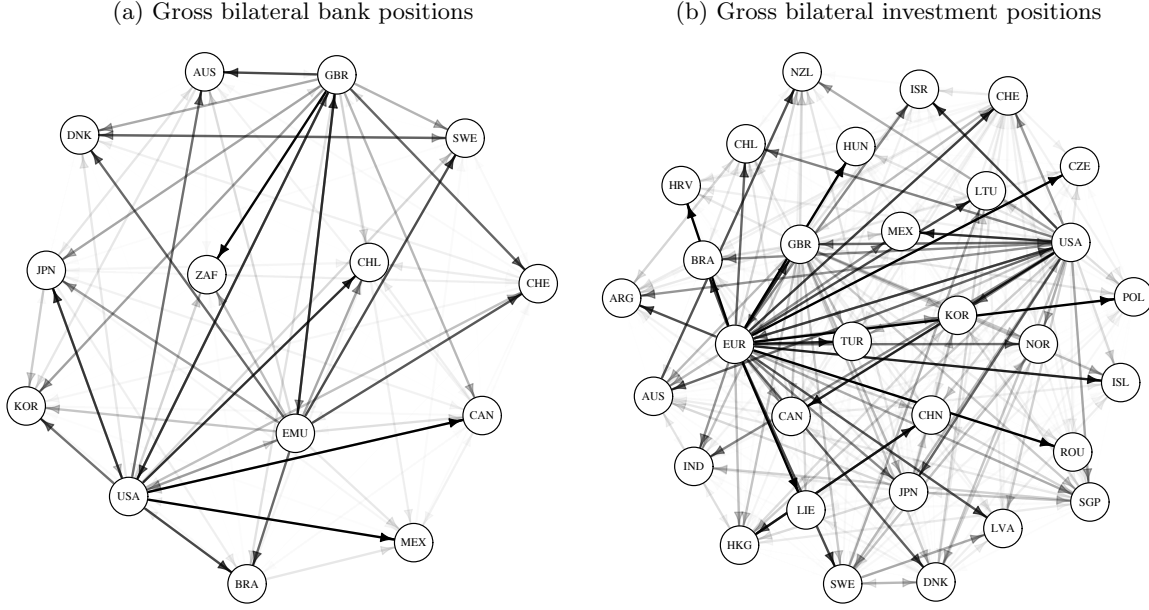 (a) Gross bilateral bank positions
AUS
GBR
DNK
SWE
JPN
ZAF
CHL
CHE
KOR
CAN
EMU
USA
MEX
BRA
(b) Gross bilateral investment positions
NZL
ISR
CHE
CHL
HUN
CZE
HRV
LTU
MEX
USA
GBR
BRA
ARG
POL
KOR
EUR
TUR
NOR
ISL
AUS
CAN
CHN
ROU
IND
JPN
SGP
LIE
LVA
HKG
SWE
DNK